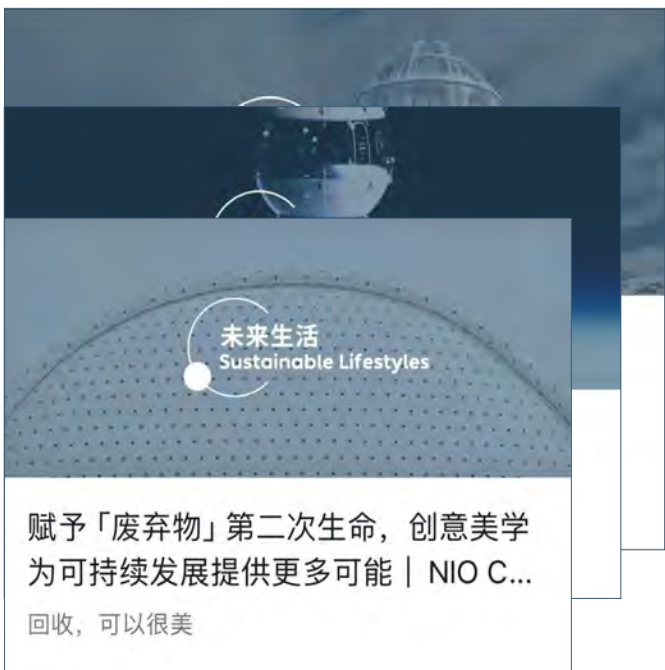 未来生活
Sustainable Lifestyles
赋予「废弃物」第二次生命，创意美学
为可持续发展提供更多可能｜ NIO C...
回收，可以很美